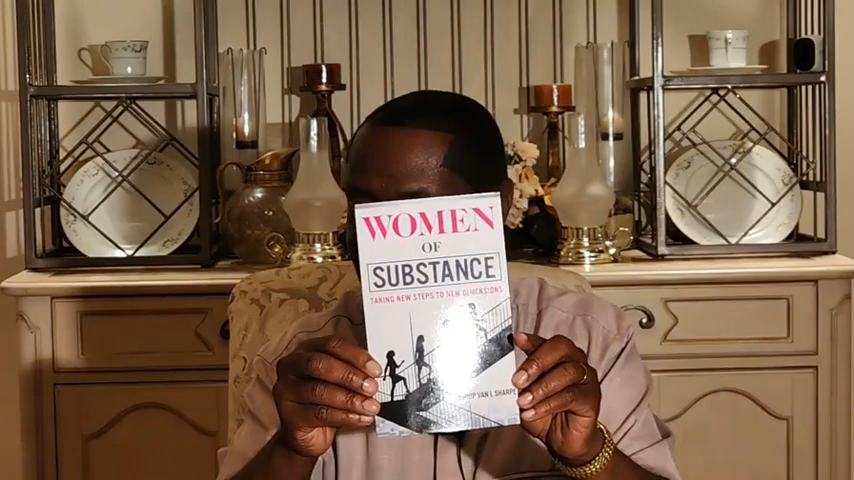 WOMEN
OF
SUBSTANCE
TAKING NEW STEPS TO NEW DIMENSIONS
VAN L SHARPE